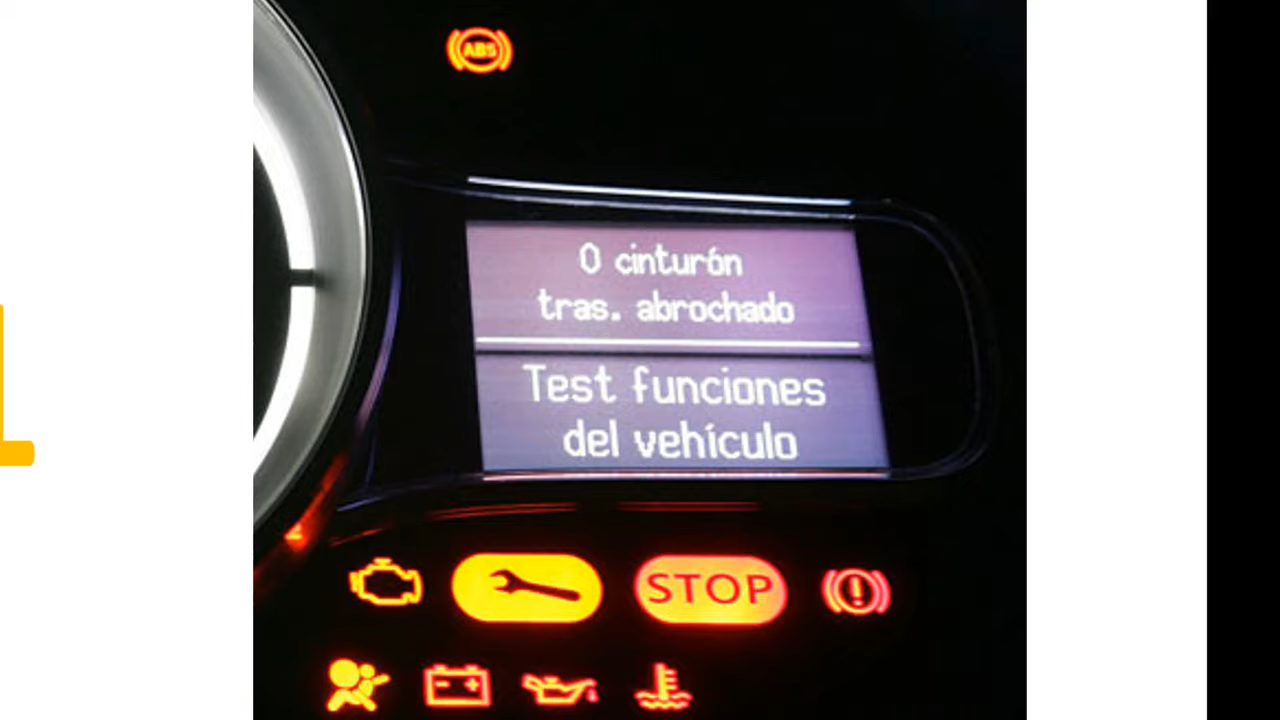 ABS
0 cinturón
tras. abrochado
Test funciones
del vehículo
STOP